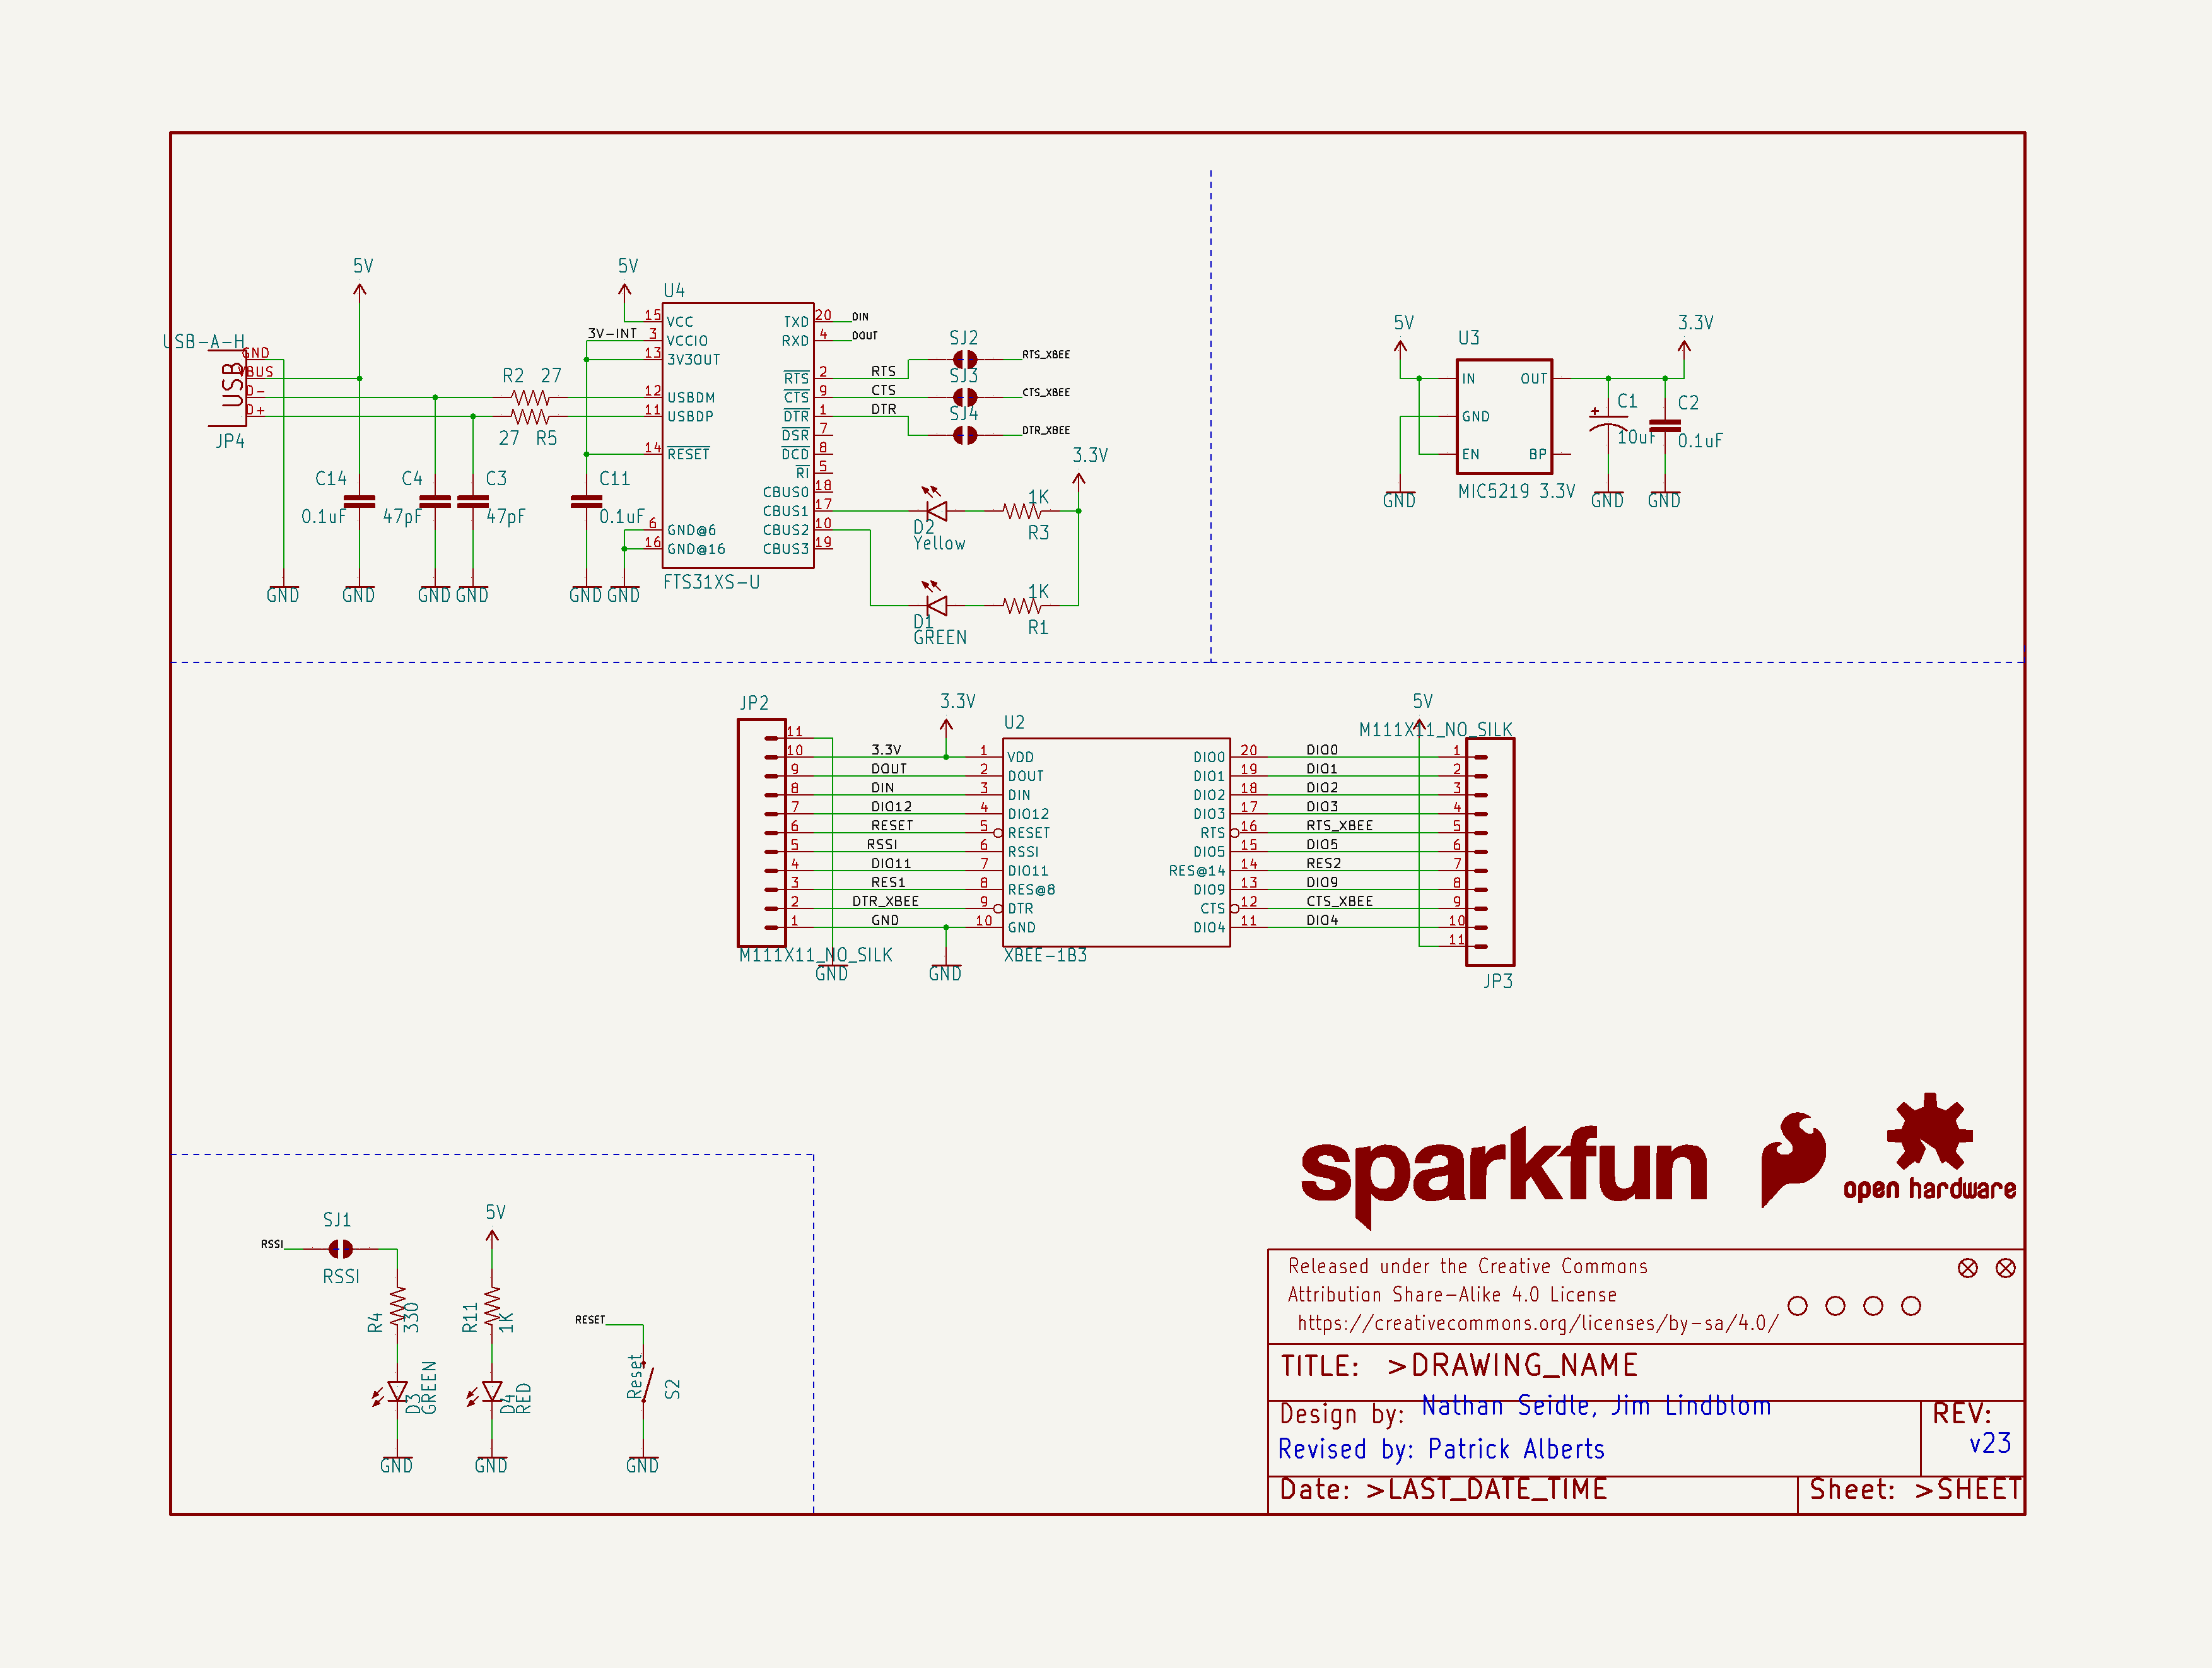 5V
5V
U4
USB-A-H
GND
VBUS
D-
D+
USB
JP4
3V-INT
R2 27
27 R5
15 VCC
3 VCCIO
13 3V3OUT
12 USBDM
11 USBDP
14 RESET
6 GND@6
16 GND@16
TXD 20 DIN
RXD 4 DOUT
RTS 2 RTS
CTS 9 CTS
DTR 1 DTR
DSR 7
DCD 8
RI 5
CBUS0 18
CBUS1 17
CBUS2 10
CBUS3 19
FTS31XS-U
SJ2
RTS_XBEE
SJ3
CTS_XBEE
SJ4
DTR_XBEE
3.3V
C14
0.1uF
C4
47pF
C3
47pF
C11
0.1uF
D2
Yellow
1K
R3
D1
GREEN
1K
R1
GND
GND
GND
GND
GND
GND
5V
U3
3.3V
IN
OUT
GND
EN
BP
MIC5219 3.3V
C1
10uF
C2
0.1uF
GND
GND
GND
JP2
3.3V
U2
5V
M111X11_NO_SILK
11
10 3.3V 1 VDD
9 DOUT 2 DOUT
8 DIN 3 DIN
7 DIO12 4 DIO12
6 RESET 5 RESET
5 RSSI 6 RSSI
4 DIO11 7 DIO11
3 RES1 8 RES@8
2 DTR_XBEE 9 DTR
1 GND 10 GND
DIO0 20 DIO0 1
DIO1 19 DIO1 2
DIO2 18 DIO2 3
DIO3 17 DIO3 4
RTS 16 RTS_XBEE 5
DIO5 15 DIO5 6
RES@14 14 RES2 7
DIO9 13 DIO9 8
CTS 12 CTS_XBEE 9
DIO4 11 DIO4 10
11
M111X11_NO_SILK
GND
GND
XBEE-1B3
JP3
SJ1
RSSI
RSSI
5V
R4
330
R11
1K
D3
GREEN
D4
RED
RESET
Reset
S2
GND
GND
GND
sparkfun
open hardware
Released under the Creative Commons
Attribution Share-Alike 4.0 License
https://creativecommons.org/licenses/by-sa/4.0/
TITLE: >DRAWING_NAME
Design by: Nathan Seidle, Jim Lindblom
Revised by: Patrick Alberts
REV:
v23
Date: >LAST_DATE_TIME
Sheet: >SHEET